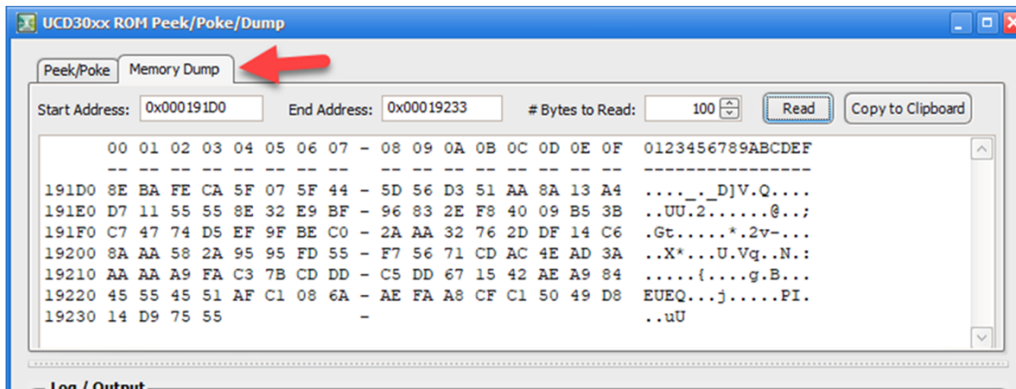 UCD30xx ROM Peek/Poke/Dump
Peek/Poke Memory Dump
Start Address: 0x000191D0 End Address: 0x00019233 # Bytes to Read: 100 Read Copy to Clipboard
00 01 02 03 04 05 06 07 - 08 09 0A 0B 0C 0D 0E 0F 0123456789ABCDEF
-- -- -- -- -- -- -- -- - -- -- -- -- -- -- -- -- ----------------
191D0 8E BA FE CA 5F 07 5F 44 - 5D 56 D3 51 AA 8A 13 A4 ...._._D]V.Q....
191E0 D7 11 55 55 8E 32 E9 BF - 96 83 2E F8 40 09 B5 3B ..UU.2......@..;
191F0 C7 47 74 D5 EF 9F BE C0 - 2A AA 32 76 2D DF 14 C6 .Gt.....*.2v-...
19200 8A AA 58 2A 95 95 FD 55 - F7 56 71 CD AC 4E AD 3A ..X*...U.Vq..N.:
19210 AA AA A9 FA C3 7B CD DD - C5 DD 67 15 42 AE A9 84 .....{....g.B...
19220 45 55 45 51 AF C1 08 6A - AE FA A8 CF C1 50 49 D8 EUEQ...j.....PI.
19230 14 D9 75 55 - ..uU
Log / Output